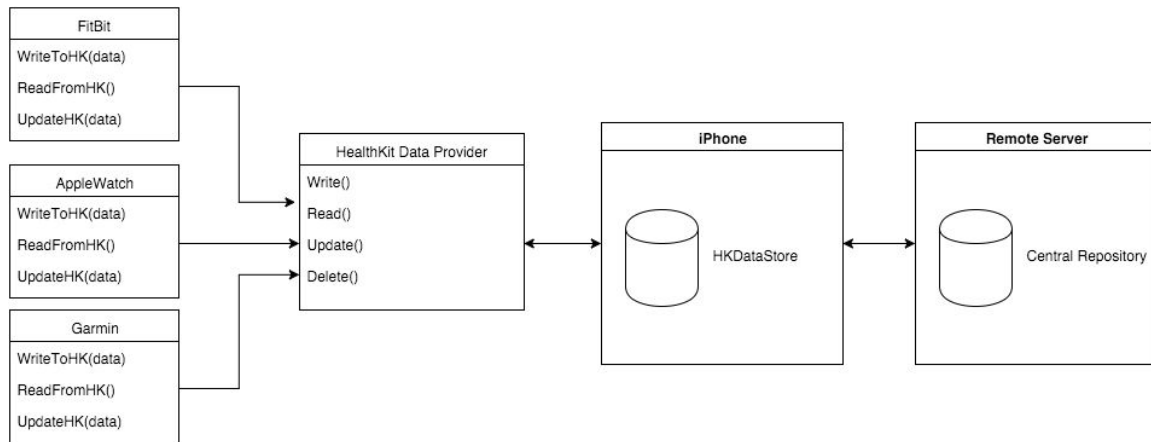 FitBit
WriteToHK(data)
ReadFromHK()
UpdateHK(data)
AppleWatch
WriteToHK(data)
ReadFromHK()
UpdateHK(data)
Garmin
WriteToHK(data)
ReadFromHK()
UpdateHK(data)
HealthKit Data Provider
Write()
Read()
Update()
Delete()
iPhone
HKDataStore
Remote Server
Central Repository